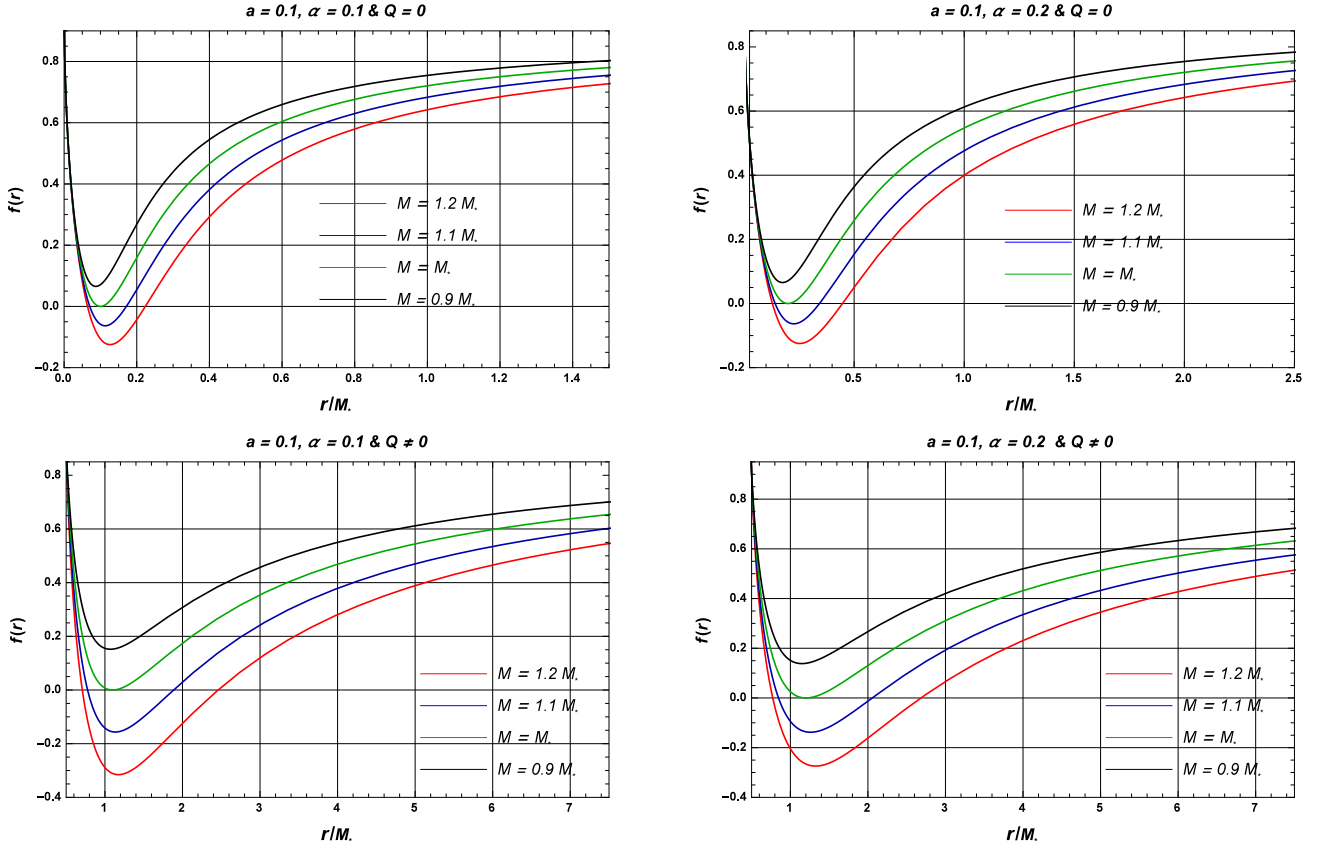 a = 0.1, α = 0.1 & Q = 0
f(r)
0.8
0.6
0.4
0.2
0.0
−0.2
0.0 0.2 0.4 0.6 0.8 1.0 1.2 1.4
r/M*
M = 1.2 M*
M = 1.1 M*
M = M*
M = 0.9 M*
a = 0.1, α = 0.2 & Q = 0
f(r)
0.8
0.6
0.4
0.2
0.0
−0.2
0.5 1.0 1.5 2.0 2.5
r/M*
M = 1.2 M*
M = 1.1 M*
M = M*
M = 0.9 M*
a = 0.1, α = 0.1 & Q ≠ 0
f(r)
0.8
0.6
0.4
0.2
0.0
−0.2
−0.4
1 2 3 4 5 6 7
r/M*
M = 1.2 M*
M = 1.1 M*
M = M*
M = 0.9 M*
a = 0.1, α = 0.2 & Q ≠ 0
f(r)
0.8
0.6
0.4
0.2
0.0
−0.2
−0.4
1 2 3 4 5 6 7
r/M*
M = 1.2 M*
M = 1.1 M*
M = M*
M = 0.9 M*